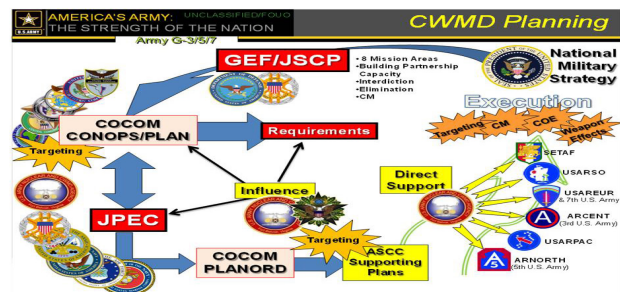 AMERICA'S ARMY: UNCLASSIFIED/FOUO
THE STRENGTH OF THE NATION
U.S.ARMY
Army G-3/5/7
CWMD Planning
GEF/JSCP
• 8 Mission Areas
•Building Partnership
Capacity
•Interdiction
•Elimination
•CM
National
Military
Strategy
COCOM
CONOPS/PLAN
Requirements
Targeting
Execution
Targeting
CM
COE
Weapon
Effects
SETAF
USARSO
USAREUR
& 7th U.S. Army
ARCENT
(3rd U.S. Army)
USARPAC
ARNORTH
(5th U.S. Army)
Direct
Support
Influence
JPEC
Targeting
COCOM
PLANORD
ASCC
Supporting
Plans
A
5